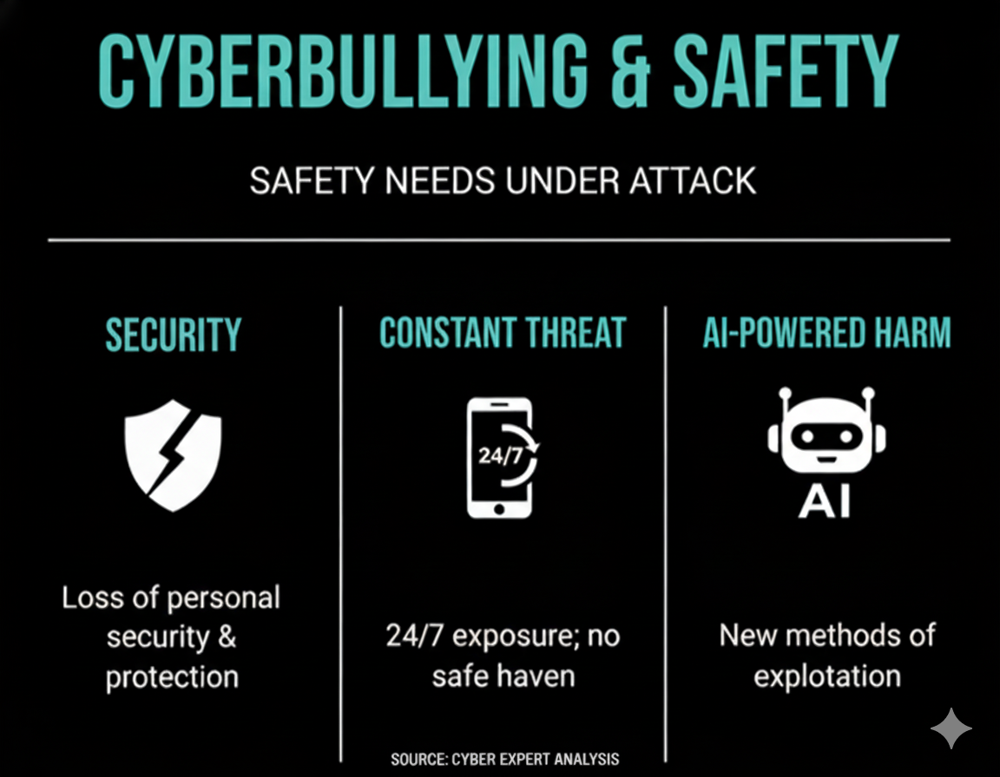 CYBERBULLYING & SAFETY
SAFETY NEEDS UNDER ATTACK
SECURITY
Loss of personal
security &
protection
CONSTANT THREAT
24/7
24/7 exposure; no
safe haven
AI-POWERED HARM
AI
New methods of
explotation
SOURCE: CYBER EXPERT ANALYSIS